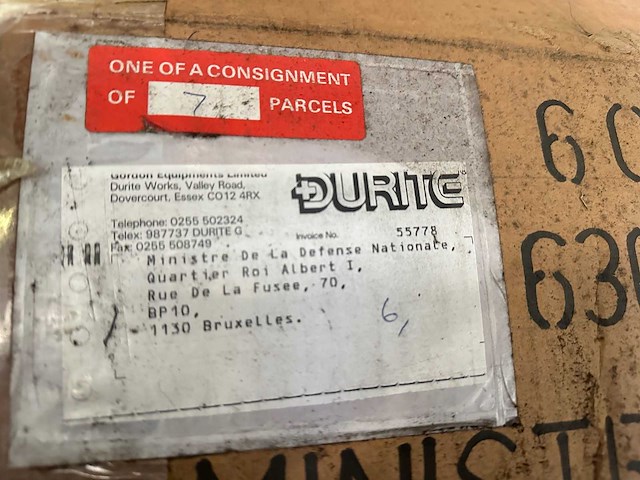 ONE OF A CONSIGNMENT
OF 7 PARCELS
Gordon Equipments Limited
Durite Works, Valley Road,
Dovercourt, Essex CO12 4RX
DURITE
Telephone: 0255 502324
Telex: 987737 DURITE G
Fax: 0255 508749
Invoice No. 55778
Ministre De La Defense Nationale,
Quartier Roi Albert I,
Rue De La Fusee, 70,
BP10,
1130 Bruxelles.
6,
60
630
MINISTE